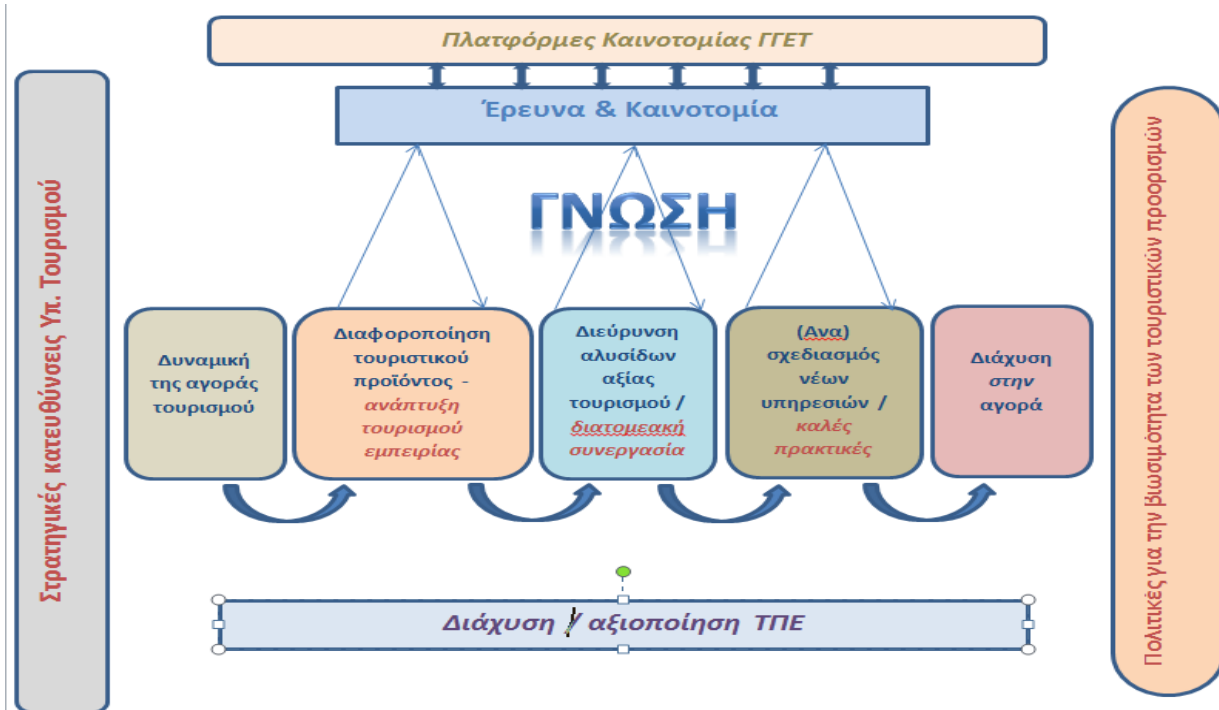 Πλατφόρμες Καινοτομίας ΓΓΕΤ
Έρευνα & Καινοτομία
ΓΝΩΣΗ
Στρατηγικές κατευθύνσεις Υπ. Τουρισμού
Δυναμική
της αγοράς
τουρισμού
Διαφοροποίηση
τουριστικού
προϊόντος -
ανάπτυξη
τουρισμού
εμπειρίας
Διεύρυνση
αλυσίδων
αξίας
τουρισμού /
διατομεακή
συνεργασία
(Ανα)
σχεδιασμός
νέων
υπηρεσιών /
καλές
πρακτικές
Διάχυση
στην
αγορά
Πολιτικές για την βιωσιμότητα των τουριστικών προορισμών
Διάχυση / αξιοποίηση ΤΠΕ